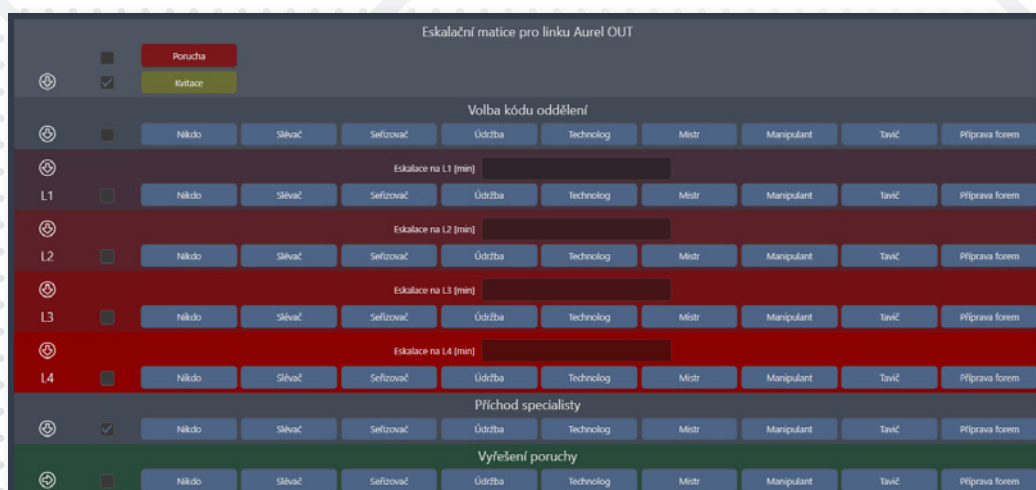 Eskalační matice pro linku Aurel OUT
Porucha
Kvitace
Volba kódu oddělení
Nikdo Slévač Seřizovač Údržba Technolog Mistr Manipulant Tavič Příprava forem
Eskalace na L1 [min]
L1 Nikdo Slévač Seřizovač Údržba Technolog Mistr Manipulant Tavič Příprava forem
Eskalace na L2 [min]
L2 Nikdo Slévač Seřizovač Údržba Technolog Mistr Manipulant Tavič Příprava forem
Eskalace na L3 [min]
L3 Nikdo Slévač Seřizovač Údržba Technolog Mistr Manipulant Tavič Příprava forem
Eskalace na L4 [min]
L4 Nikdo Slévač Seřizovač Údržba Technolog Mistr Manipulant Tavič Příprava forem
Příchod specialisty
Nikdo Slévač Seřizovač Údržba Technolog Mistr Manipulant Tavič Příprava forem
Vyřešení poruchy
Nikdo Slévač Seřizovač Údržba Technolog Mistr Manipulant Tavič Příprava forem